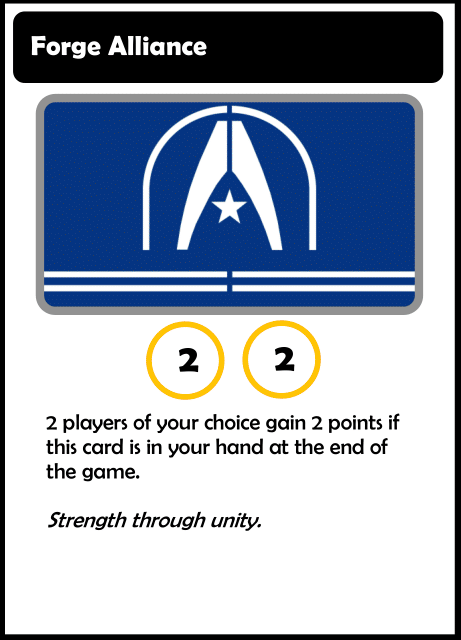 Forge Alliance
2 2
2 players of your choice gain 2 points if
this card is in your hand at the end of
the game.
Strength through unity.